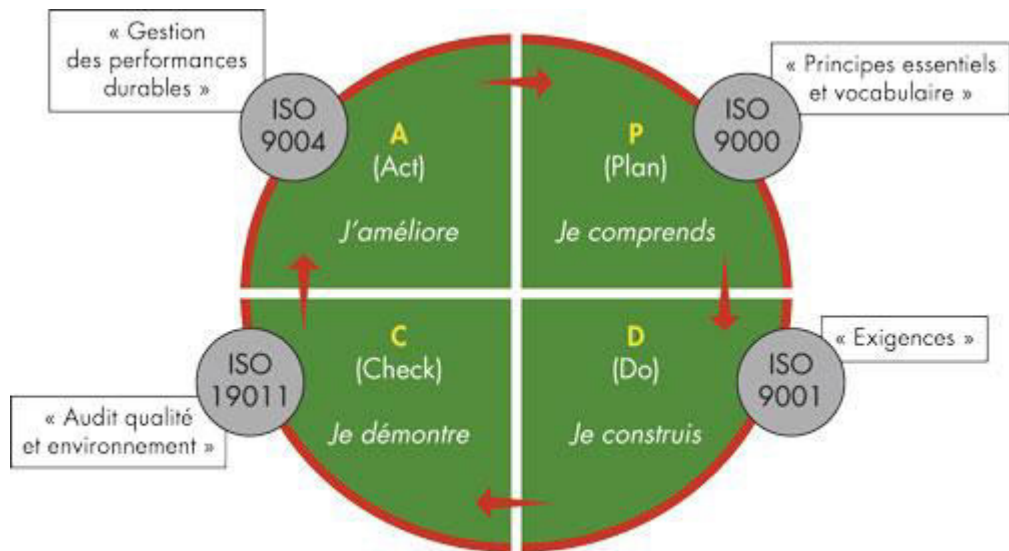 « Gestion
des performances
durables »
ISO
9004
A
(Act)
J'améliore
P
(Plan)
Je comprends
ISO
9000
« Principes essentiels
et vocabulaire »
C
(Check)
Je démontre
ISO
19011
« Audit qualité
et environnement »
D
(Do)
Je construis
ISO
9001
« Exigences »